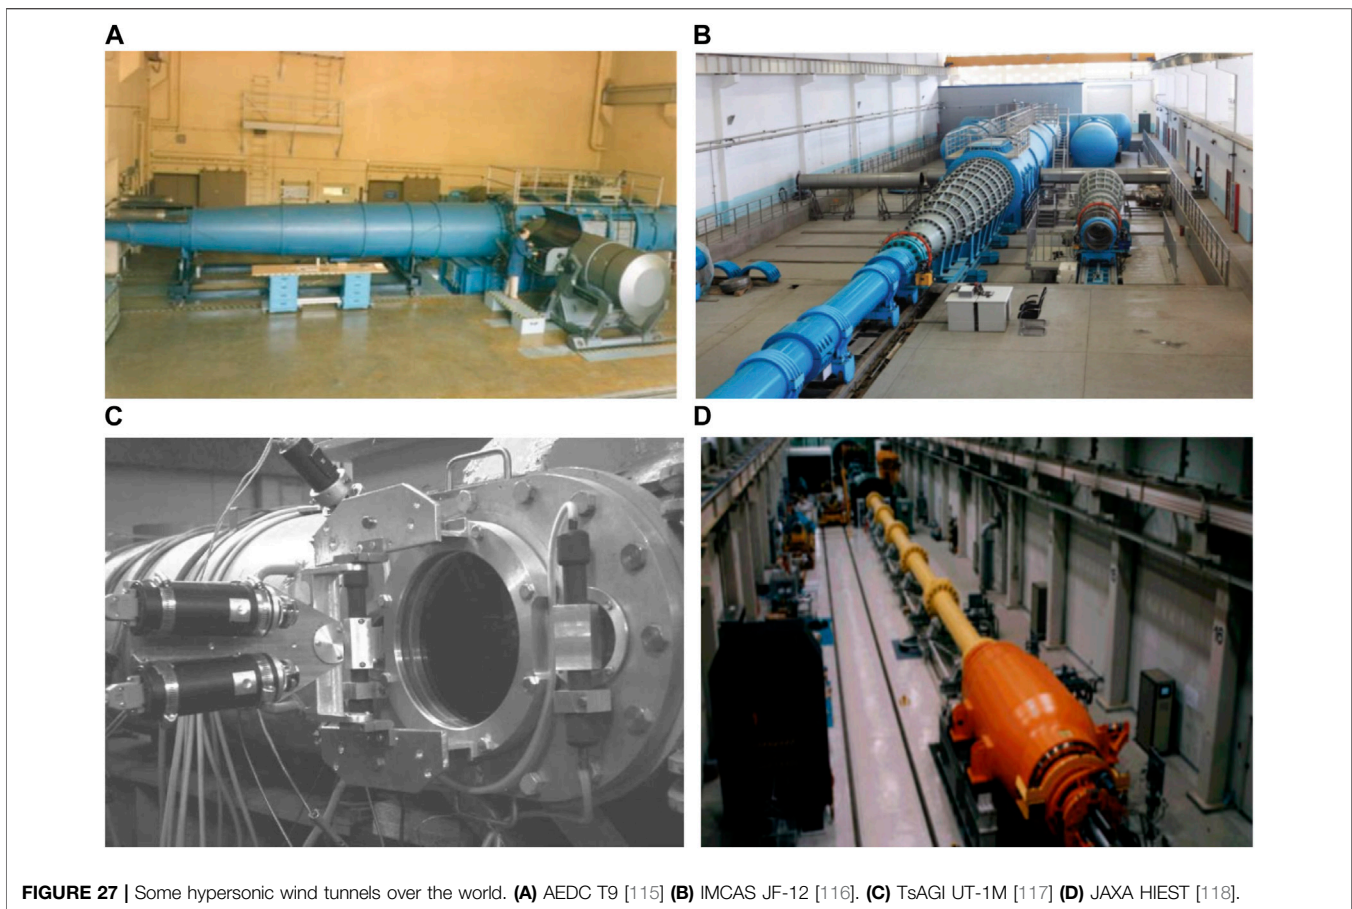 A
B
C
D
FIGURE 27 | Some hypersonic wind tunnels over the world. (A) AEDC T9 [115] (B) IMCAS JF-12 [116]. (C) TsAGI UT-1M [117] (D) JAXA HIEST [118].